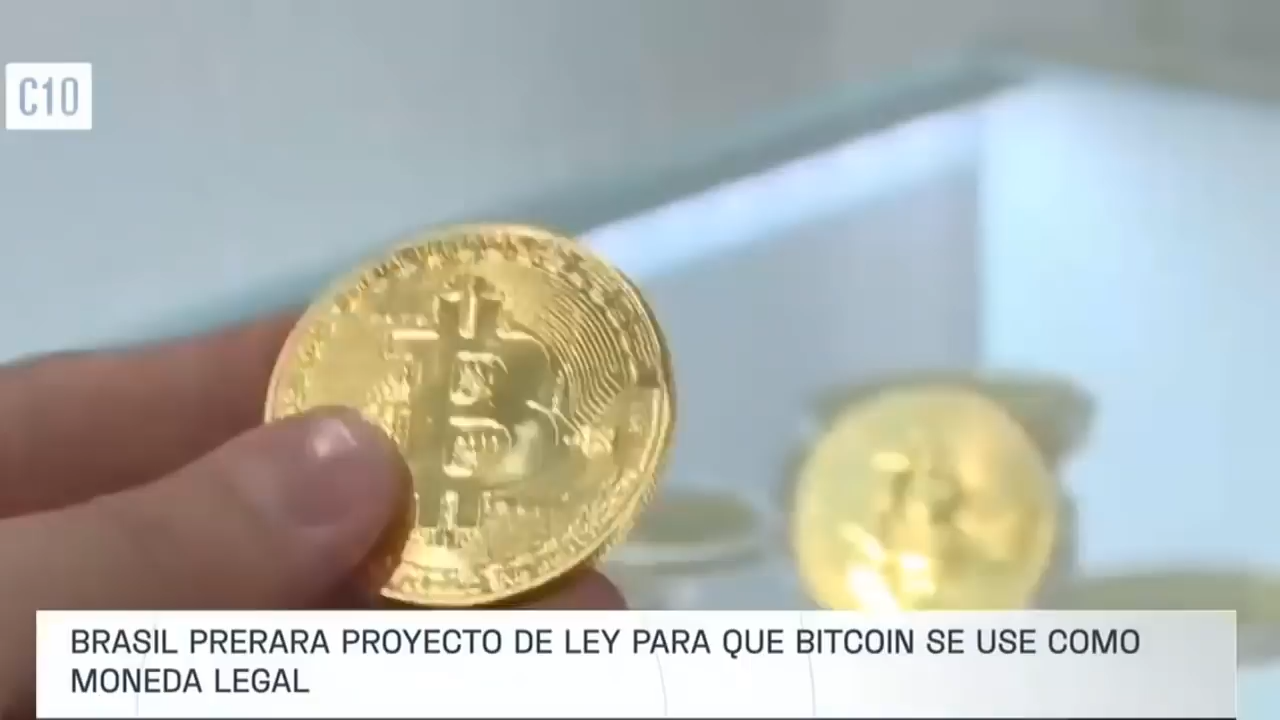 C10
BRASIL PRERARA PROYECTO DE LEY PARA QUE BITCOIN SE USE COMO
MONEDA LEGAL